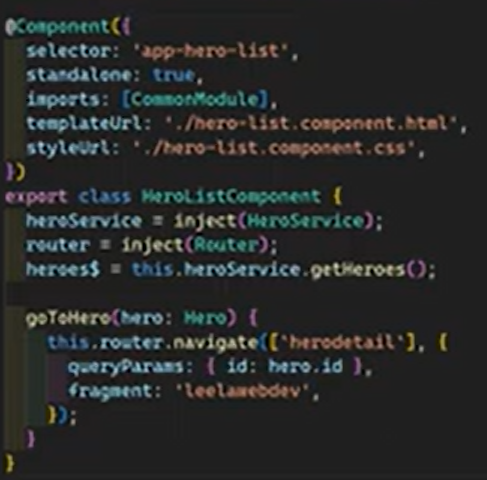 @Component({
selector: 'app-hero-list',
standalone: true,
imports: [CommonModule],
templateUrl: './hero-list.component.html',
styleUrl: './hero-list.component.css',
})
export class HeroListComponent {
heroService = inject(HeroService);
router = inject(Router);
heroes$ = this.heroService.getHeroes();
goToHero(hero: Hero) {
this.router.navigate(['herodetail'], {
queryParams: { id: hero.id },
fragment: 'leelawebdev',
});
}
}